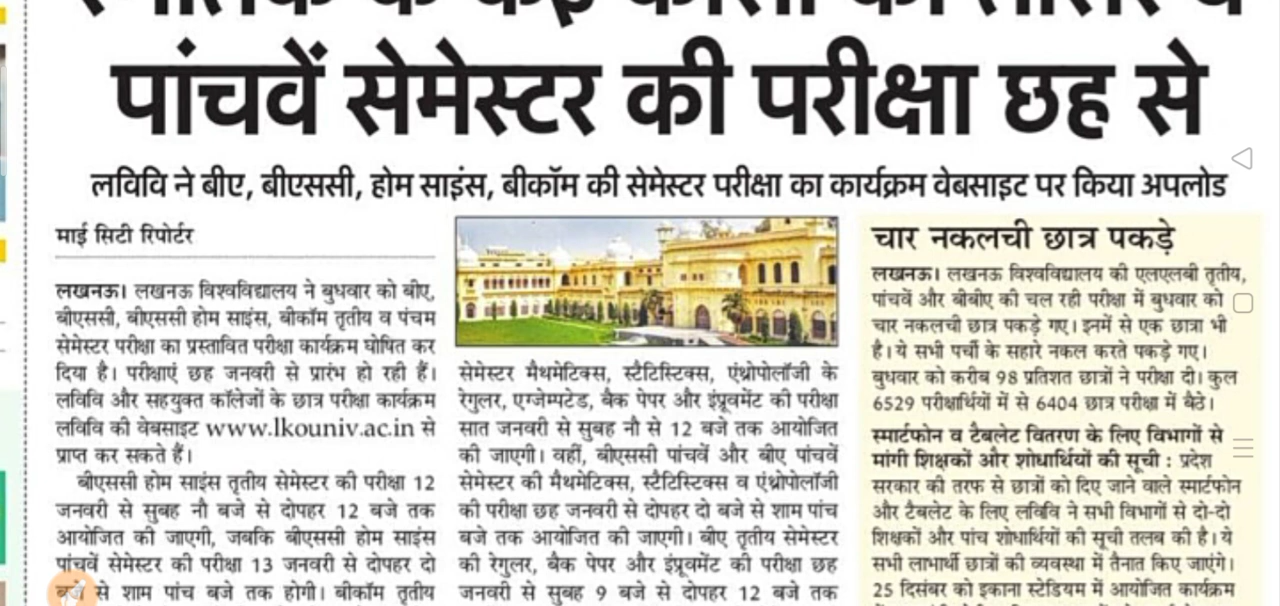 पांचवें सेमेस्टर की परीक्षा छह से
लविवि ने बीए, बीएससी, होम साइंस, बीकॉम की सेमेस्टर परीक्षा का कार्यक्रम वेबसाइट पर किया अपलोड
माई सिटी रिपोर्टर
लखनऊ। लखनऊ विश्वविद्यालय ने बुधवार को बीए,
बीएससी, बीएससी होम साइंस, बीकॉम तृतीय व पंचम
सेमेस्टर परीक्षा का प्रस्तावित परीक्षा कार्यक्रम घोषित कर
दिया है। परीक्षाएं छह जनवरी से प्रारंभ हो रही हैं।
लविवि और सहयुक्त कॉलेजों के छात्र परीक्षा कार्यक्रम
लविवि की वेबसाइट www.lkouniv.ac.in से
प्राप्त कर सकते हैं।
बीएससी होम साइंस तृतीय सेमेस्टर की परीक्षा 12
जनवरी से सुबह नौ बजे से दोपहर 12 बजे तक
आयोजित की जाएगी, जबकि बीएससी होम साइंस
पांचवें सेमेस्टर की परीक्षा 13 जनवरी से दोपहर दो
बजे से शाम पांच बजे तक होगी। बीकॉम तृतीय
सेमेस्टर मैथमेटिक्स, स्टैटिस्टिक्स, एंथ्रोपोलॉजी के
रेगुलर, एग्जेम्पटेड, बैक पेपर और इंप्रूवमेंट की परीक्षा
सात जनवरी से सुबह नौ से 12 बजे तक आयोजित
की जाएगी। वहीं, बीएससी पांचवें और बीए पांचवें
सेमेस्टर की मैथमेटिक्स, स्टैटिस्टिक्स व एंथ्रोपोलॉजी
की परीक्षा छह जनवरी से दोपहर दो बजे से शाम पांच
बजे तक आयोजित की जाएगी। बीए तृतीय सेमेस्टर
की रेगुलर, बैक पेपर और इंप्रूवमेंट की परीक्षा छह
जनवरी से सुबह 9 बजे से दोपहर 12 बजे तक
चार नकलची छात्र पकड़े
लखनऊ। लखनऊ विश्वविद्यालय की एलएलबी तृतीय,
पांचवें और बीबीए की चल रही परीक्षा में बुधवार को
चार नकलची छात्र पकड़े गए। इनमें से एक छात्रा भी
है। ये सभी पर्ची के सहारे नकल करते पकड़े गए।
बुधवार को करीब 98 प्रतिशत छात्रों ने परीक्षा दी। कुल
6529 परीक्षार्थियों में से 6404 छात्र परीक्षा में बैठे।
स्मार्टफोन व टैबलेट वितरण के लिए विभागों से
मांगी शिक्षकों और शोधार्थियों की सूची : प्रदेश
सरकार की तरफ से छात्रों को दिए जाने वाले स्मार्टफोन
और टैबलेट के लिए लविवि ने सभी विभागों से दो-दो
शिक्षकों और पांच शोधार्थियों की सूची तलब की है। ये
सभी लाभार्थी छात्रों की व्यवस्था में तैनात किए जाएंगे।
25 दिसंबर को इकाना स्टेडियम में आयोजित कार्यक्रम